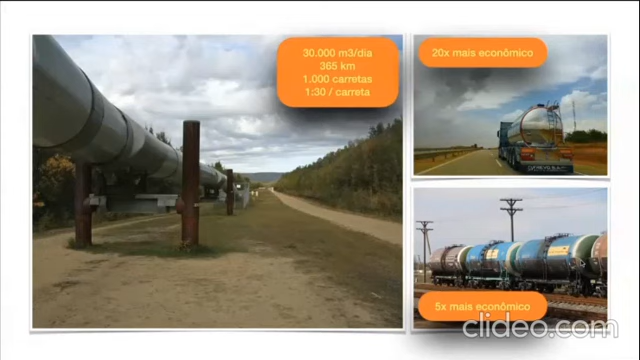 30.000 m3/dia
365 km
1.000 carretas
1:30 / carreta
20x mais econômico
5x mais econômico
clideo.com